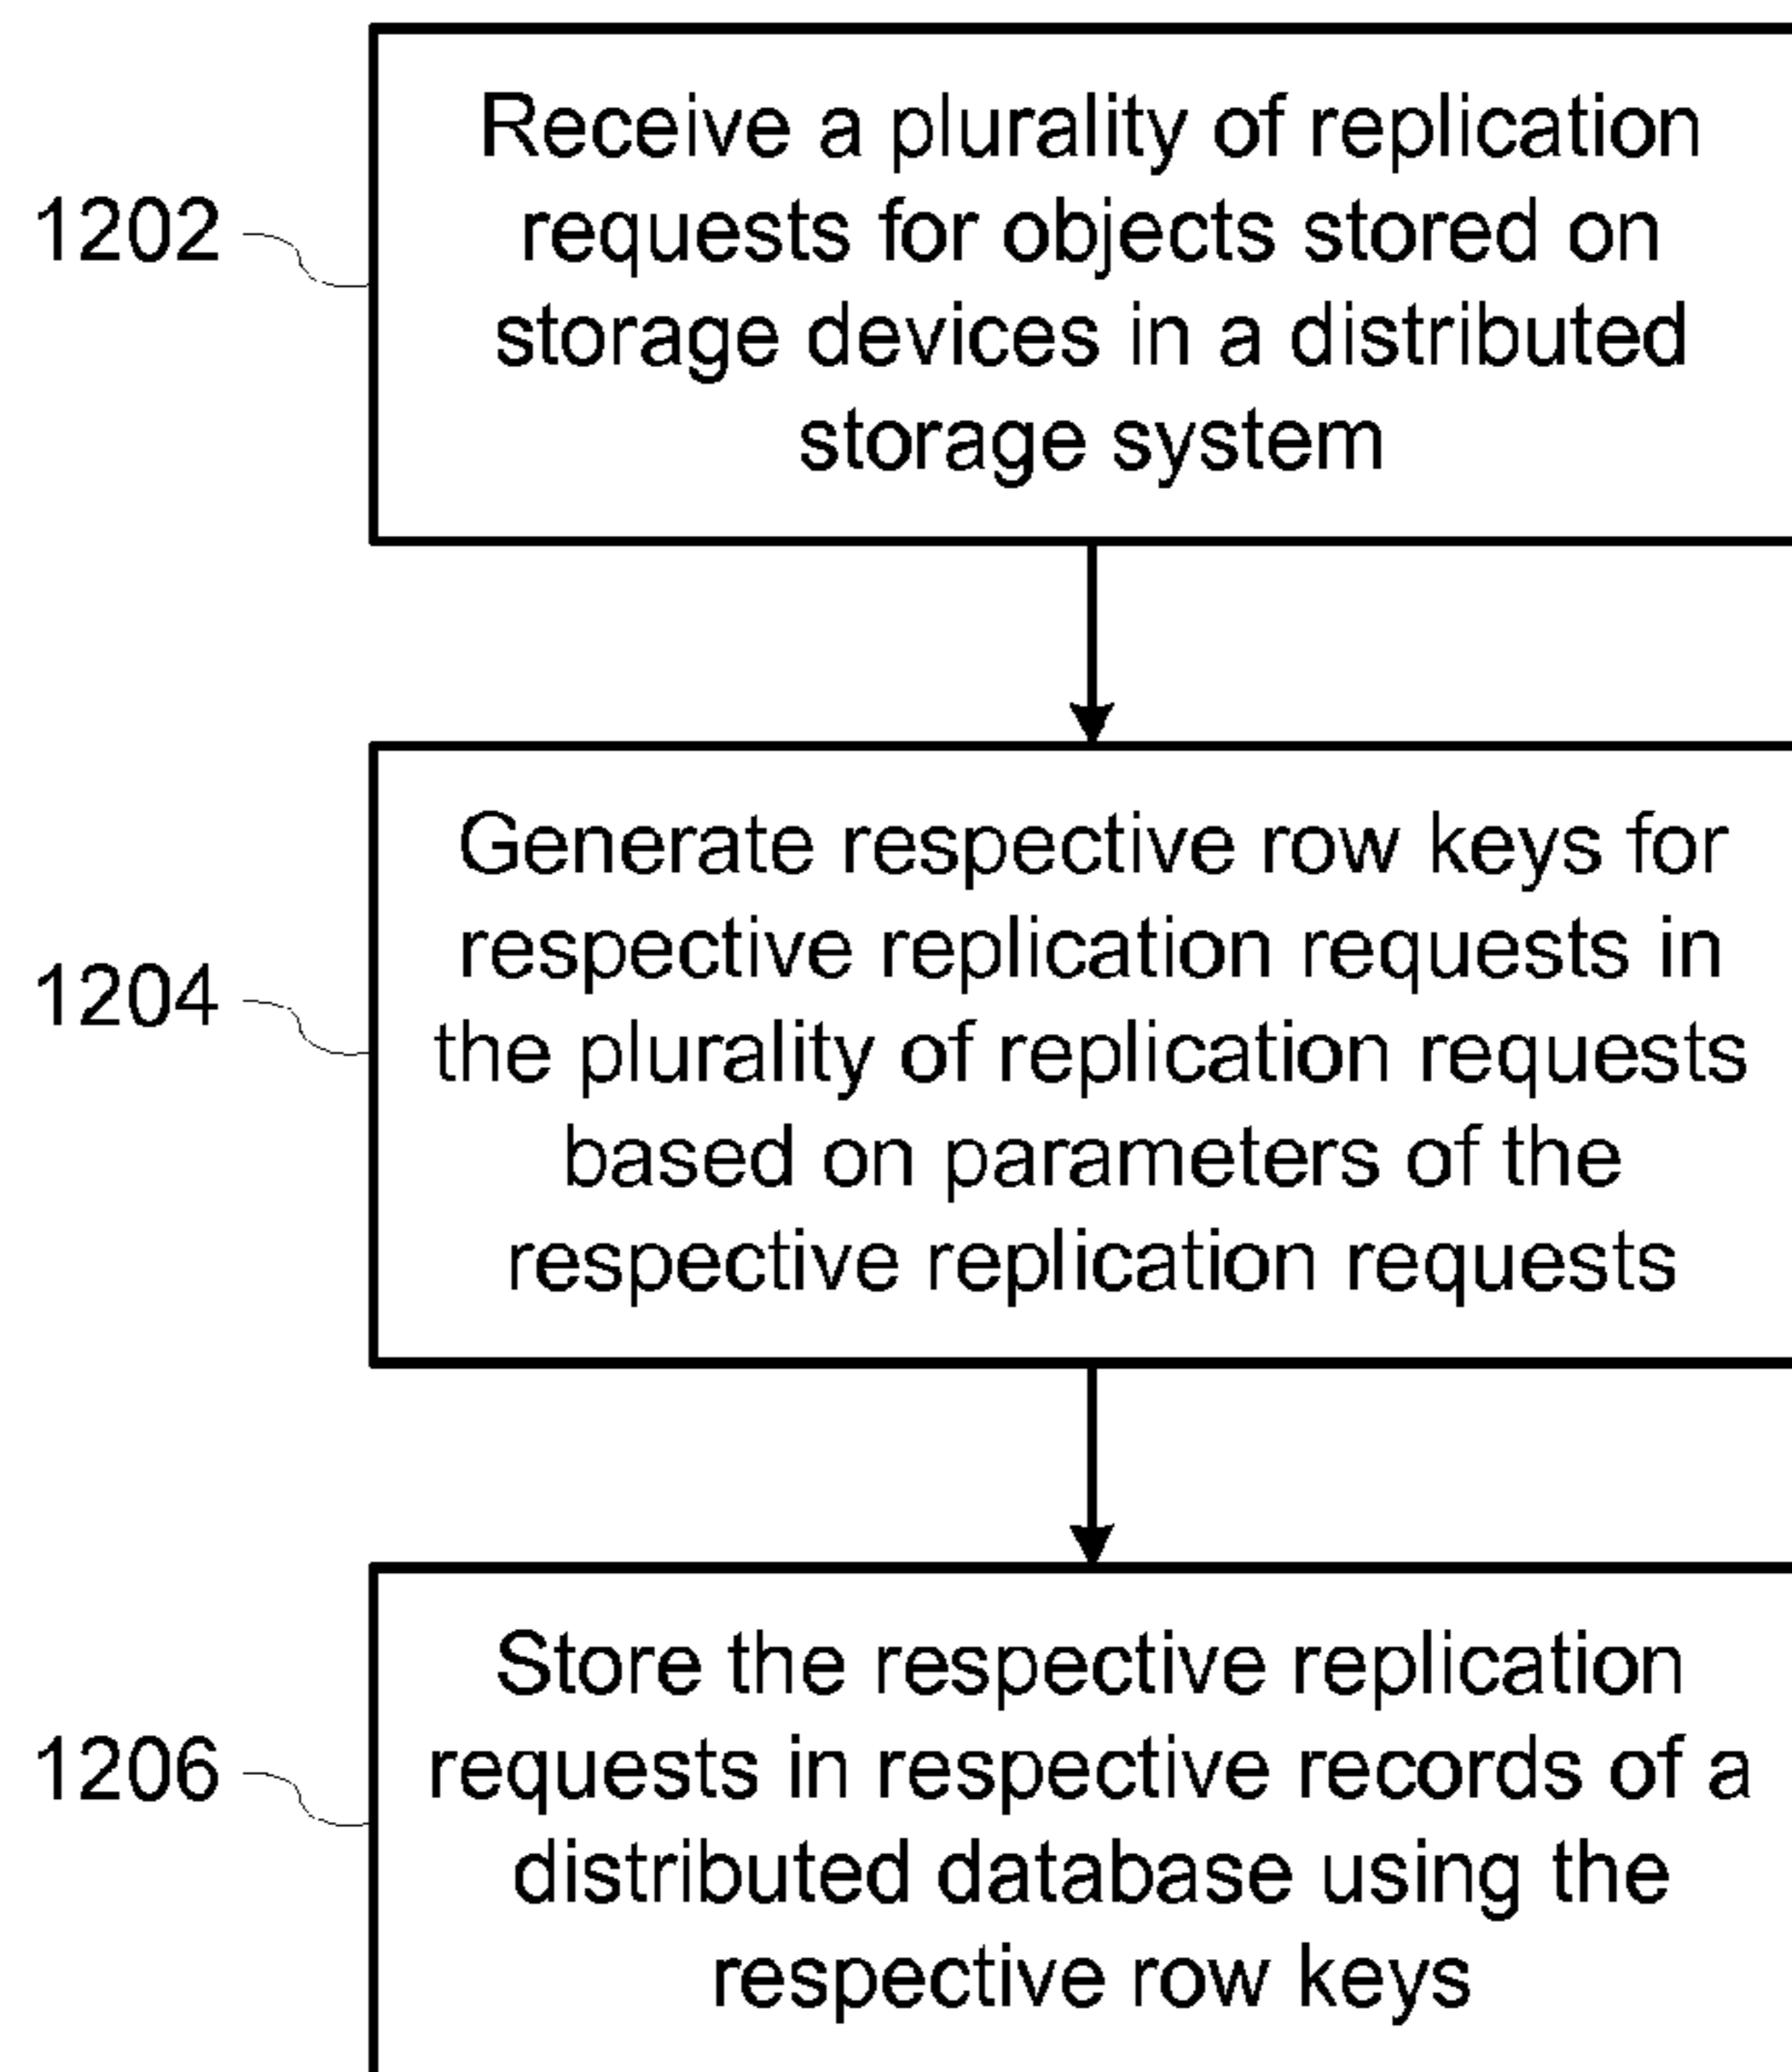 Receive a plurality of replication
requests for objects stored on
storage devices in a distributed
storage system
1202
Generate respective row keys for
respective replication requests in
the plurality of replication requests
based on parameters of the
respective replication requests
1204
Store the respective replication
requests in respective records of a
distributed database using the
respective row keys
1206